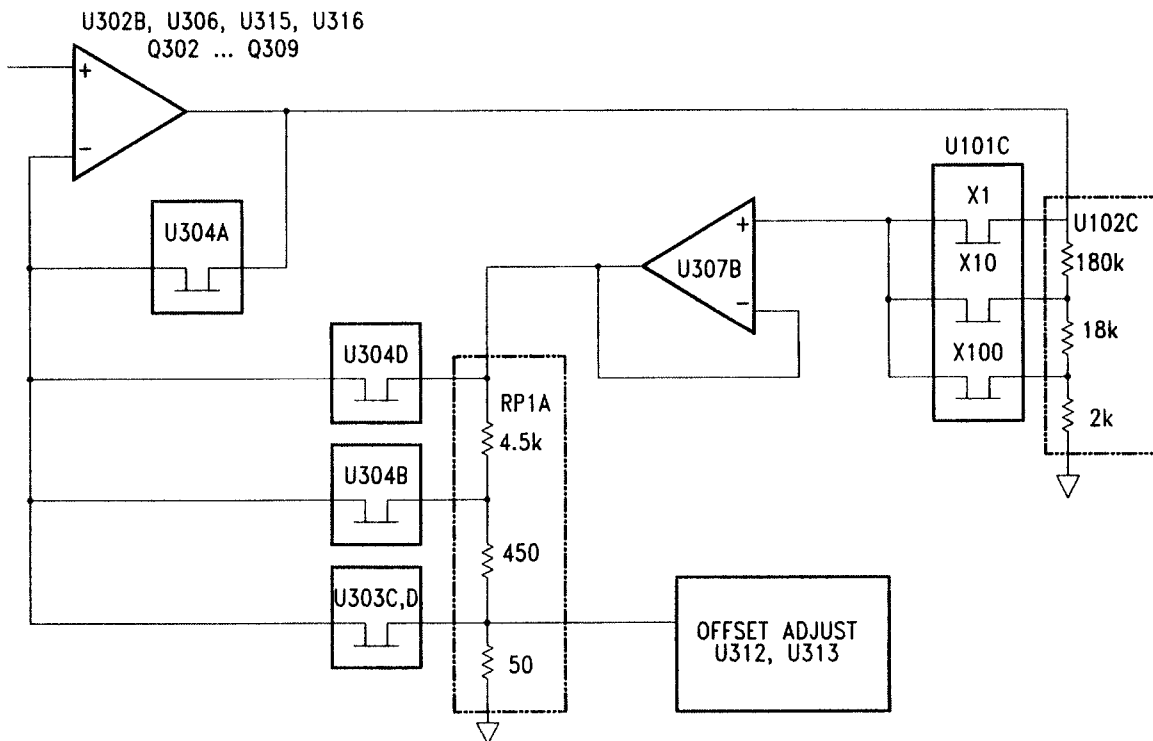 U302B, U306, U315, U316
Q302 ... Q309
+
−
U304A
U101C
X1
X10
X100
U102C
180k
18k
2k
+
U307B
−
U304D
RP1A
4.5k
U304B
450
U303C,D
50
OFFSET ADJUST
U312, U313